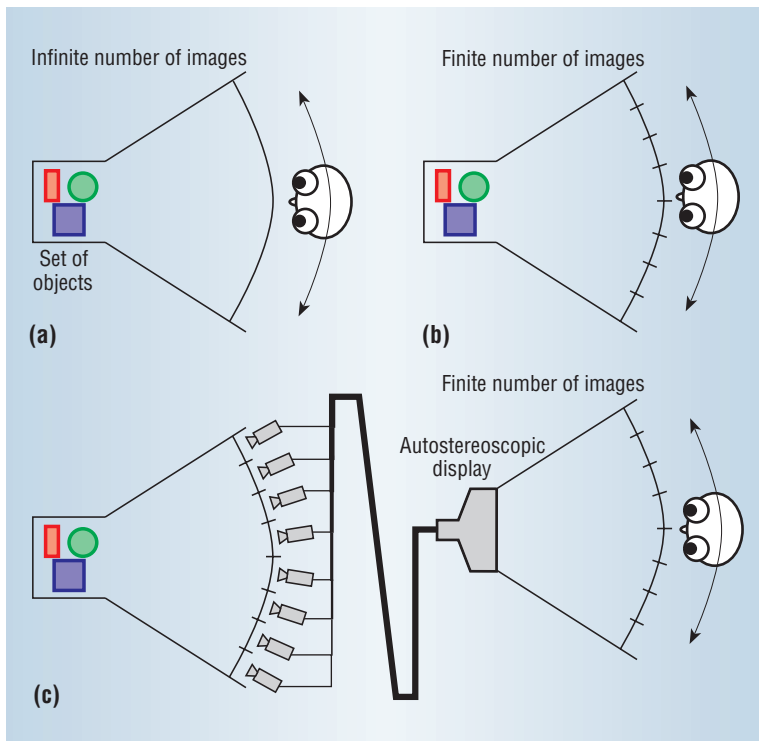 Infinite number of images
Set of
objects
(a)
Finite number of images
(b)
Finite number of images
Autostereoscopic
display
(c)